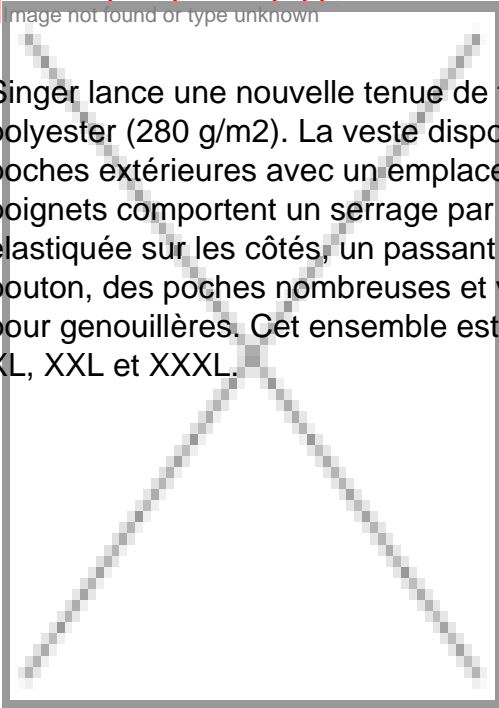 Image not found or type unknown
Singer lance une nouvelle tenue de
polyester (280 g/m2). La veste
poches extérieures avec un
poignets comportent un serrage par
élastiquée sur les côtés, un passant
bouton, des poches nombreuses et
pour genouillères. Cet ensemble est
XL, XXL et XXXL.